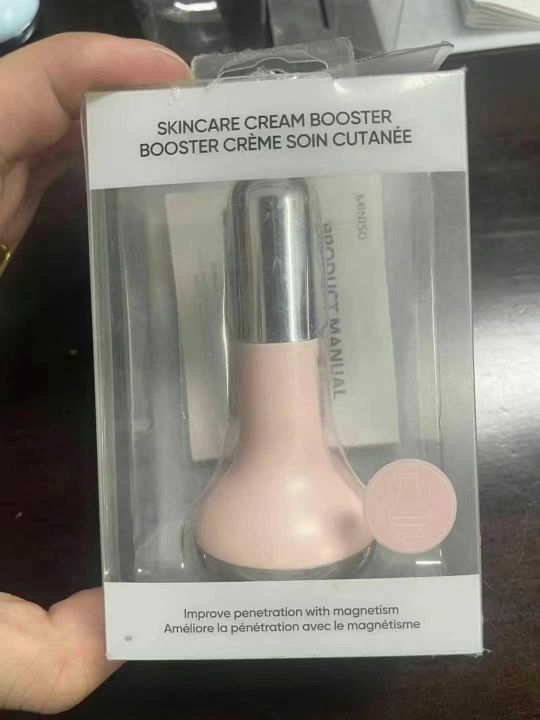 SKINCARE CREAM BOOSTER
BOOSTER CRÈME SOIN CUTANÉE
MINISO
PRODUCT MANUAL
Improve penetration with magnetism
Améliore la pénétration avec le magnétisme